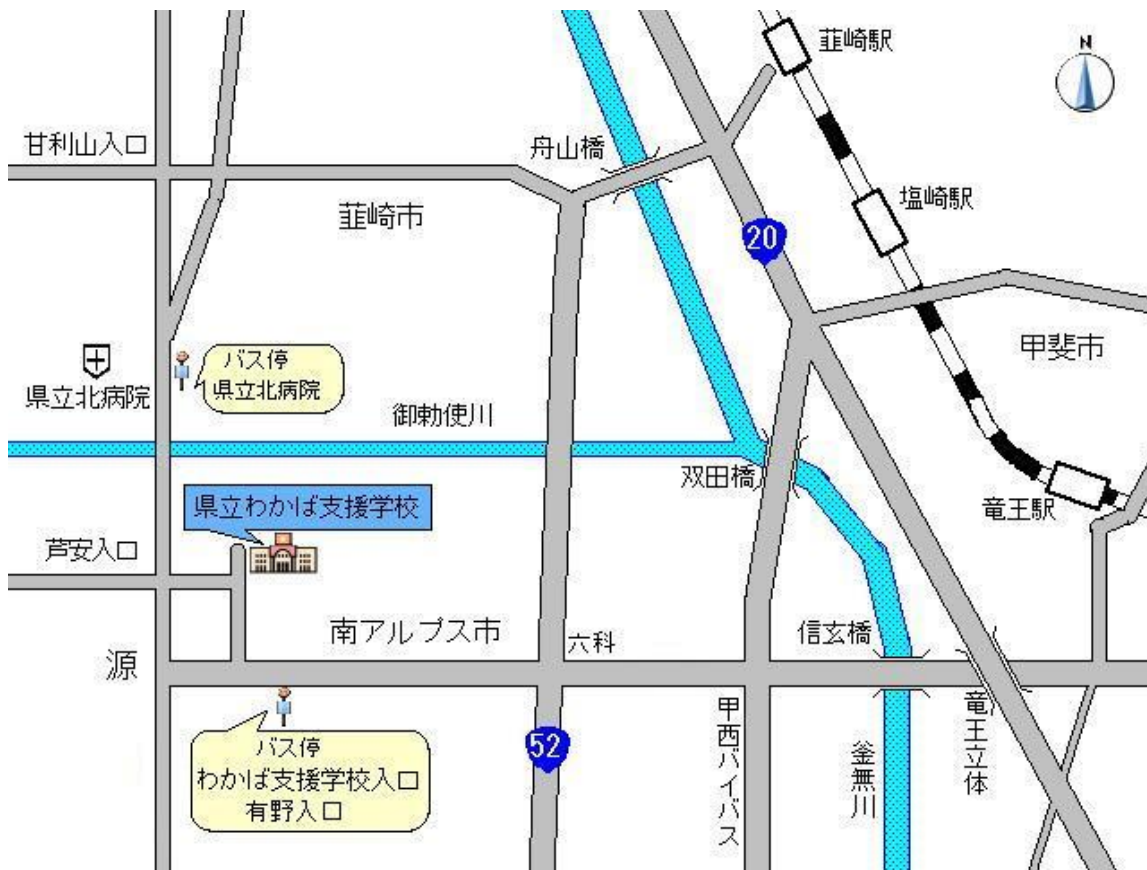 韮崎駅
N
甘利山入口
舟山橋
塩崎駅
韮崎市
20
甲斐市
バス停
県立北病院
県立北病院
御勅使川
双田橋
竜王駅
県立わかば支援学校
芦安入口
南アルプス市
六科
信玄橋
源
甲西バイパス
釜無川
竜王立体
52
バス停
わかば支援学校入口
有野入口